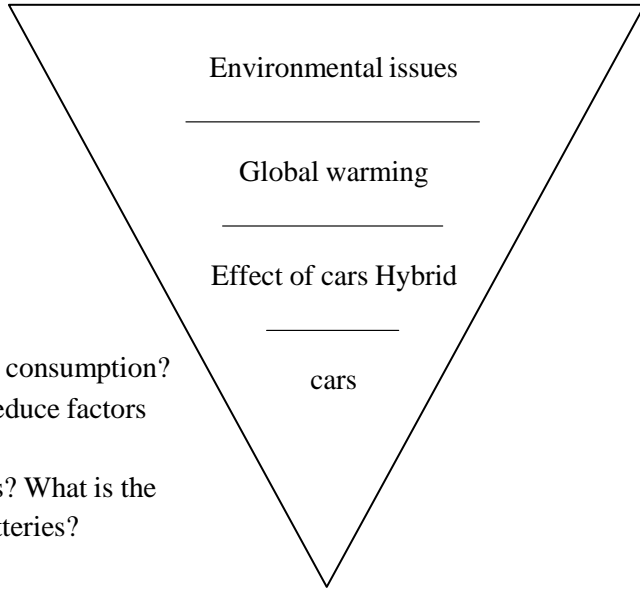 Environmental issues
Global warming
Effect of cars Hybrid
cars
consumption?
educe factors
s? What is the
tteries?